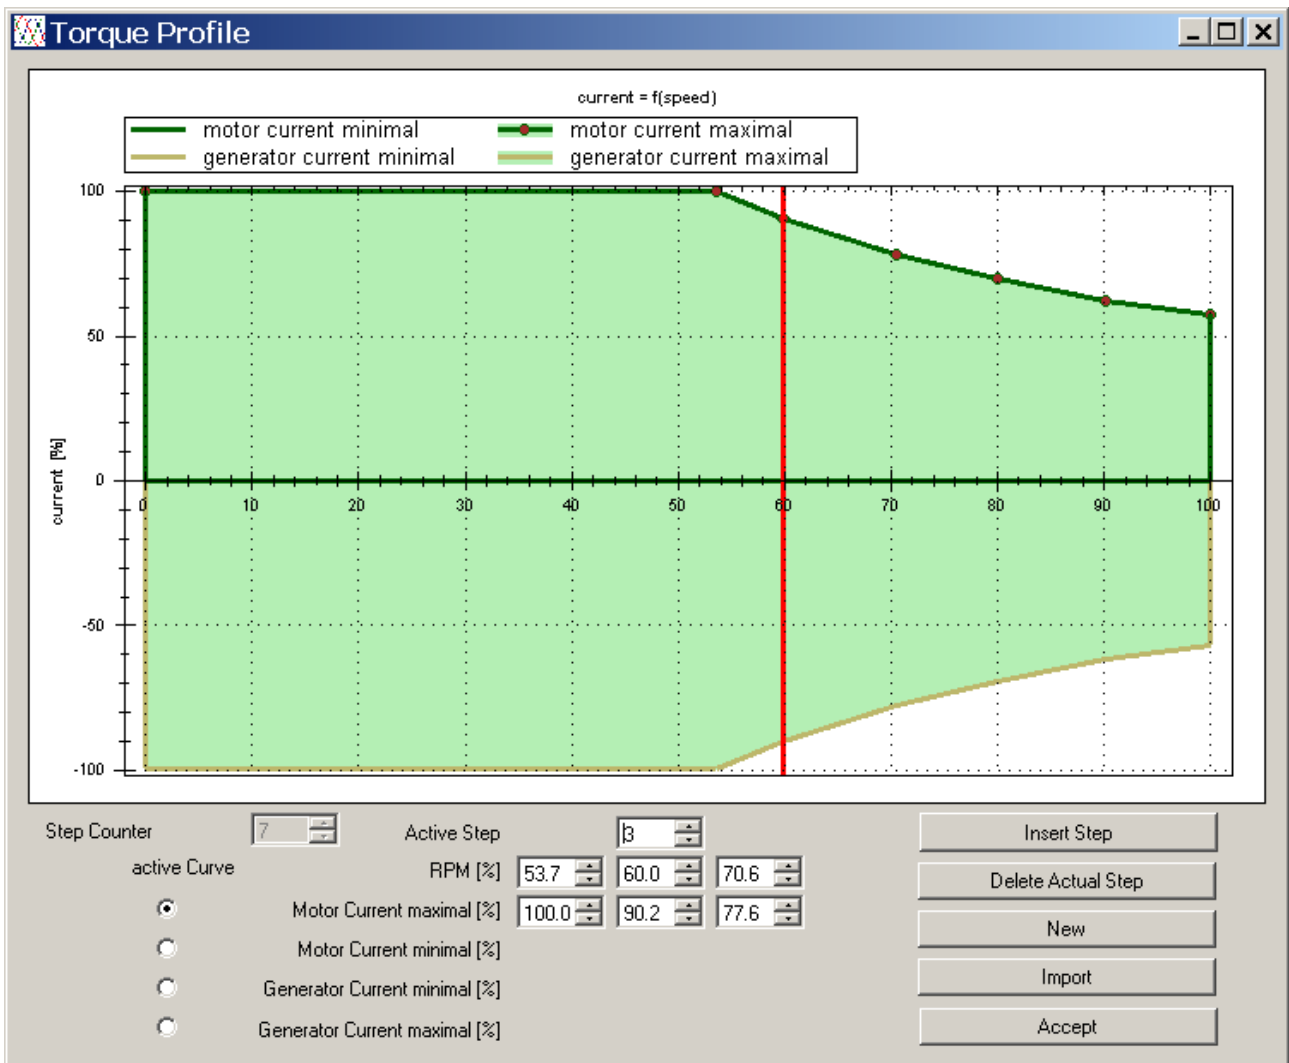 Torque Profile
current = f(speed)
motor current minimal motor current maximal
generator current minimal generator current maximal
100
50
current [%]
0
0 10 20 30 40 50 60 70 80 90 100
-50
-100
Step Counter 7 Active Step 3 Insert Step
active Curve RPM [%] 53.7 60.0 70.6 Delete Actual Step
Motor Current maximal [%] 100.0 90.2 77.6 New
Motor Current minimal [%]
Generator Current minimal [%] Import
Generator Current maximal [%] Accept